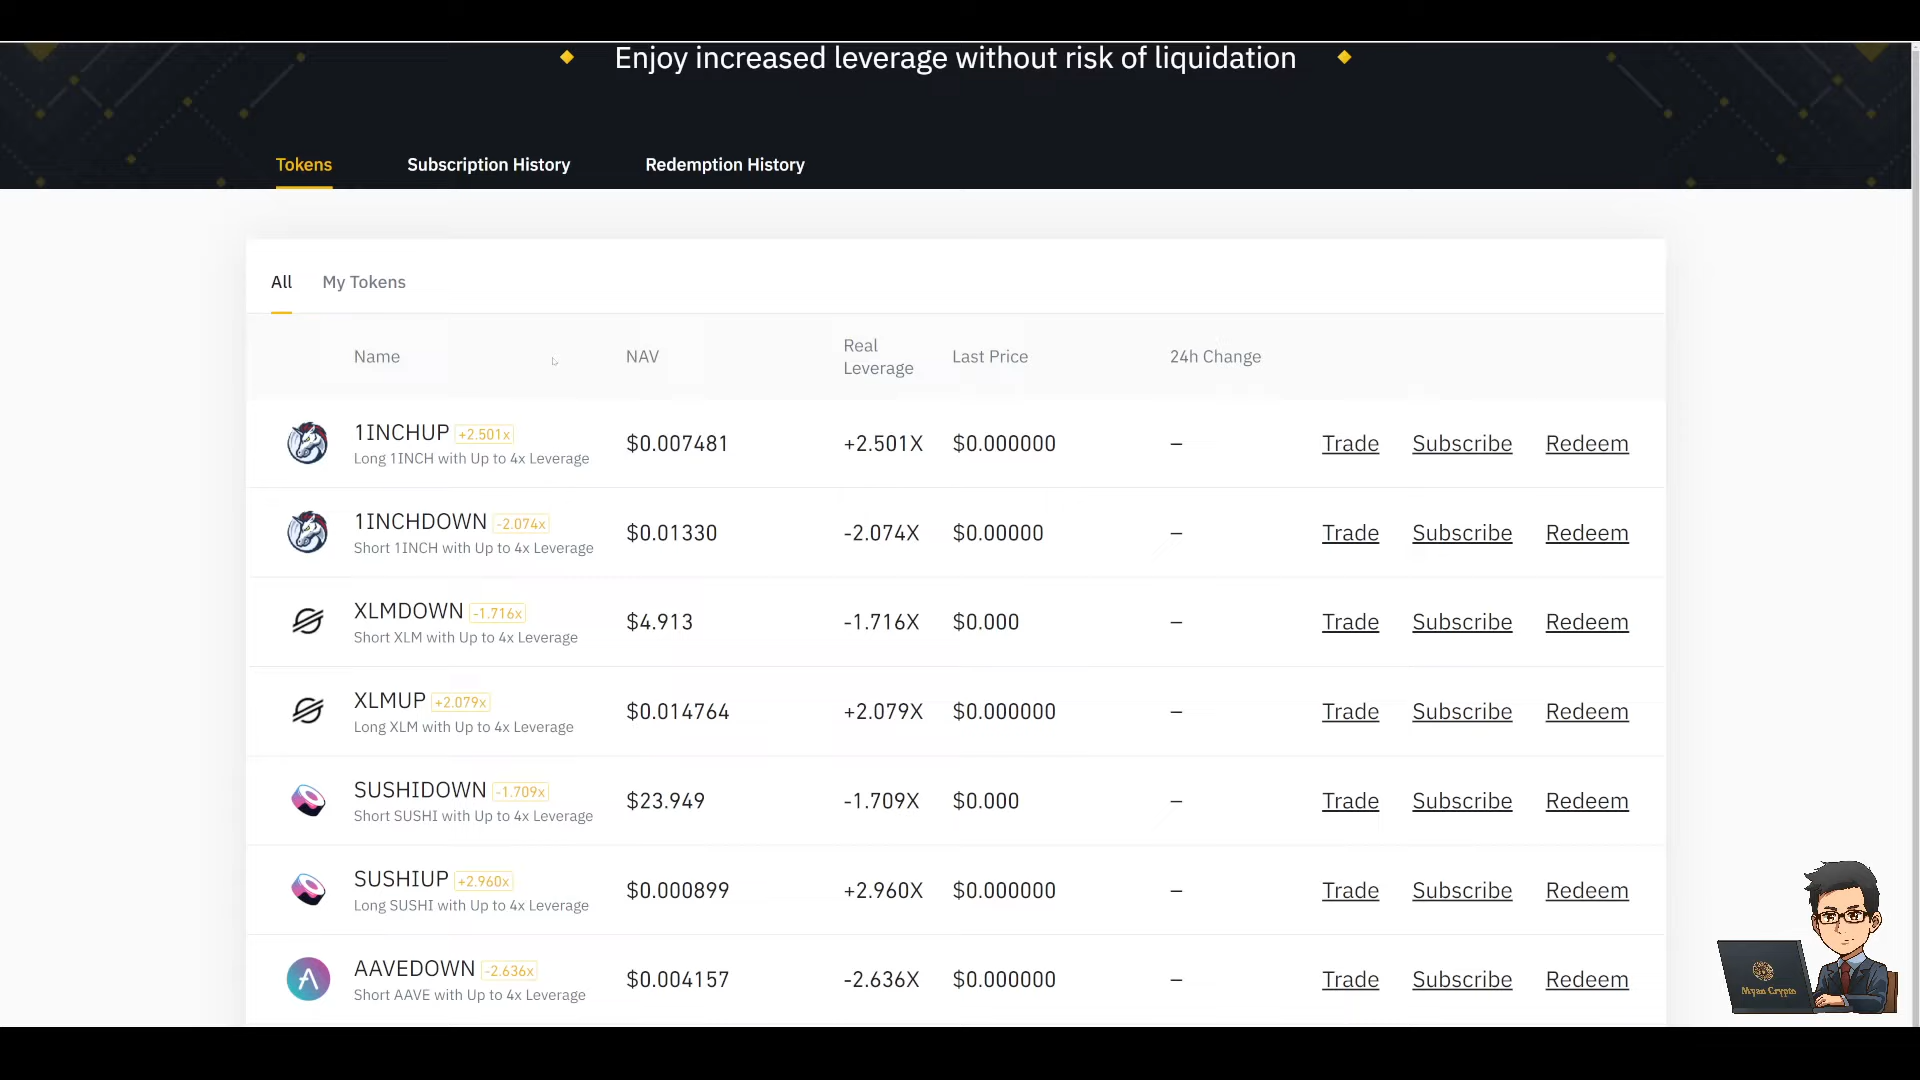 Enjoy increased leverage without risk of liquidation
Tokens Subscription History Redemption History
All My Tokens
Name NAV Real Leverage Last Price 24h Change
1INCHUP +2.501x $0.007481 +2.501X $0.000000 – Trade Subscribe Redeem
Long 1INCH with Up to 4x Leverage
1INCHDOWN -2.074x $0.01330 -2.074X $0.00000 – Trade Subscribe Redeem
Short 1INCH with Up to 4x Leverage
XLMDOWN -1.716x $4.913 -1.716X $0.000 – Trade Subscribe Redeem
Short XLM with Up to 4x Leverage
XLMUP +2.079x $0.014764 +2.079X $0.000000 – Trade Subscribe Redeem
Long XLM with Up to 4x Leverage
SUSHIDOWN -1.709x $23.949 -1.709X $0.000 – Trade Subscribe Redeem
Short SUSHI with Up to 4x Leverage
SUSHIUP +2.960x $0.000899 +2.960X $0.000000 – Trade Subscribe Redeem
Long SUSHI with Up to 4x Leverage
AAVEDOWN -2.636x $0.004157 -2.636X $0.000000 – Trade Subscribe Redeem
Short AAVE with Up to 4x Leverage
Myan Crypto